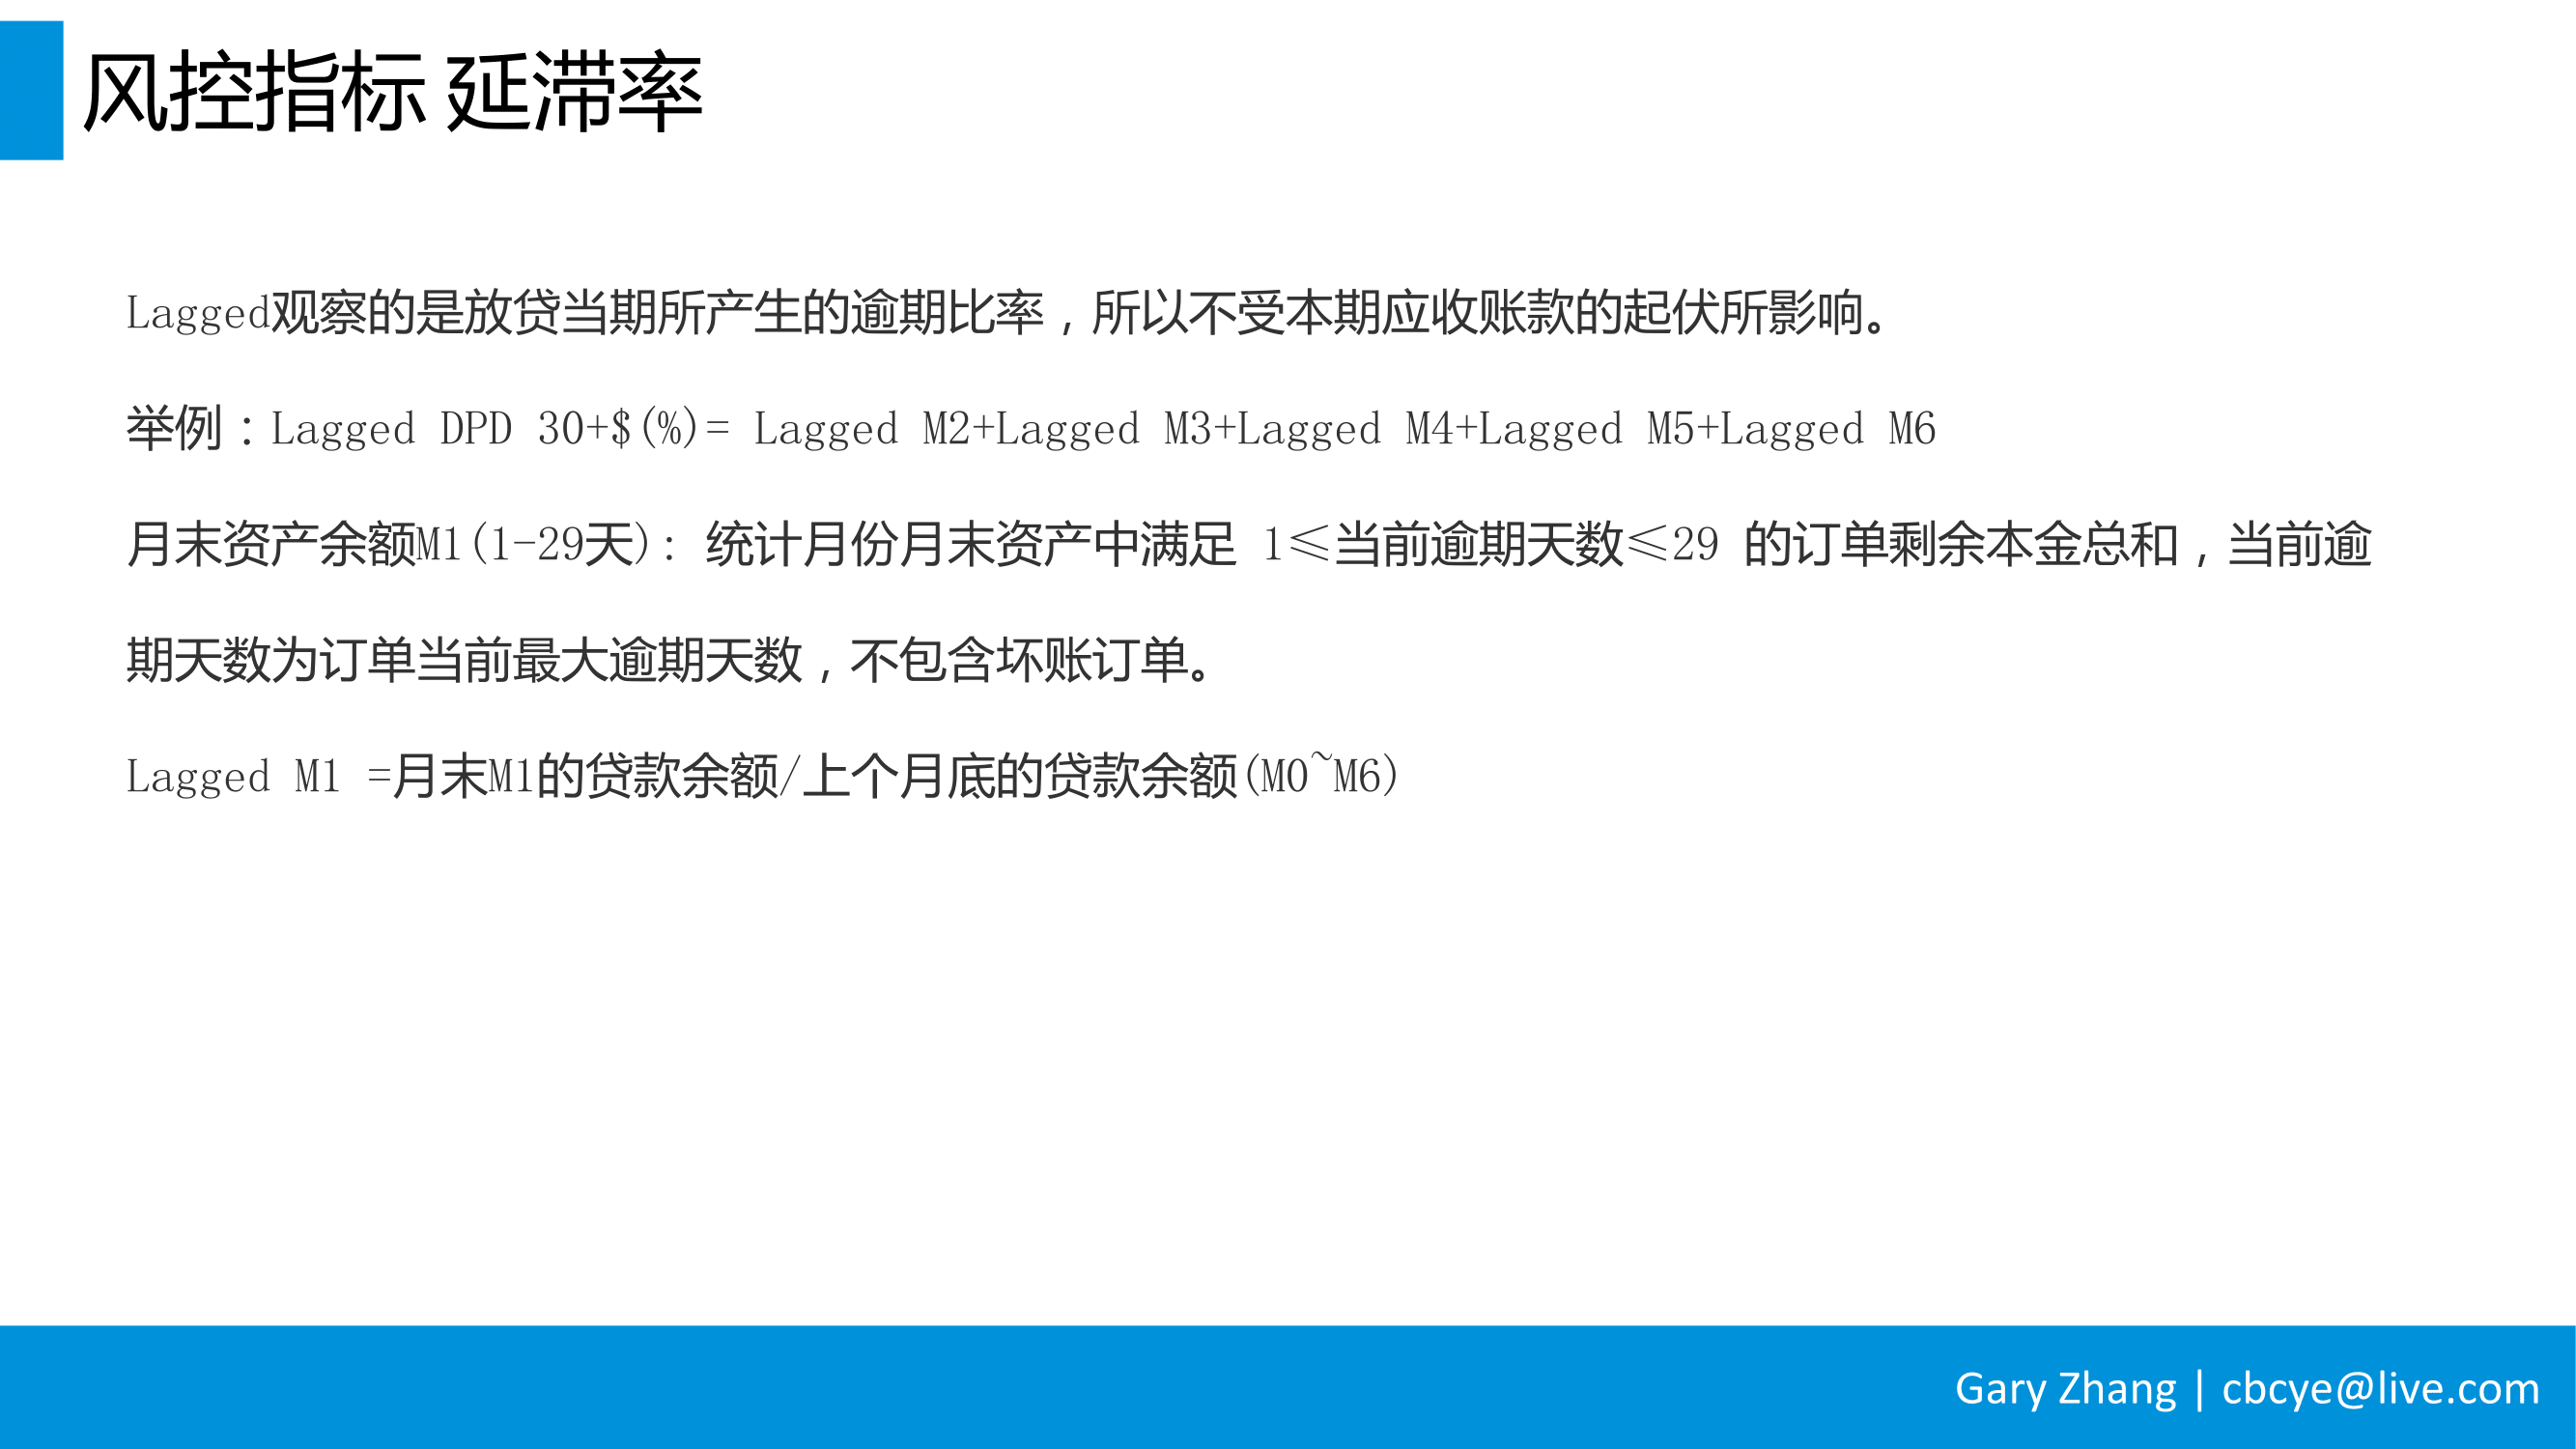 风控指标 延滞率
Lagged观察的是放贷当期所产生的逾期比率，所以不受本期应收账款的起伏所影响。
举例：Lagged DPD 30+$(%)= Lagged M2+Lagged M3+Lagged M4+Lagged M5+Lagged M6
月末资产余额M1(1-29天): 统计月份月末资产中满足 1≤当前逾期天数≤29 的订单剩余本金总和，当前逾
期天数为订单当前最大逾期天数，不包含坏账订单。
Lagged M1 =月末M1的贷款余额/上个月底的贷款余额(M0~M6)
Gary Zhang | cbcye@live.com